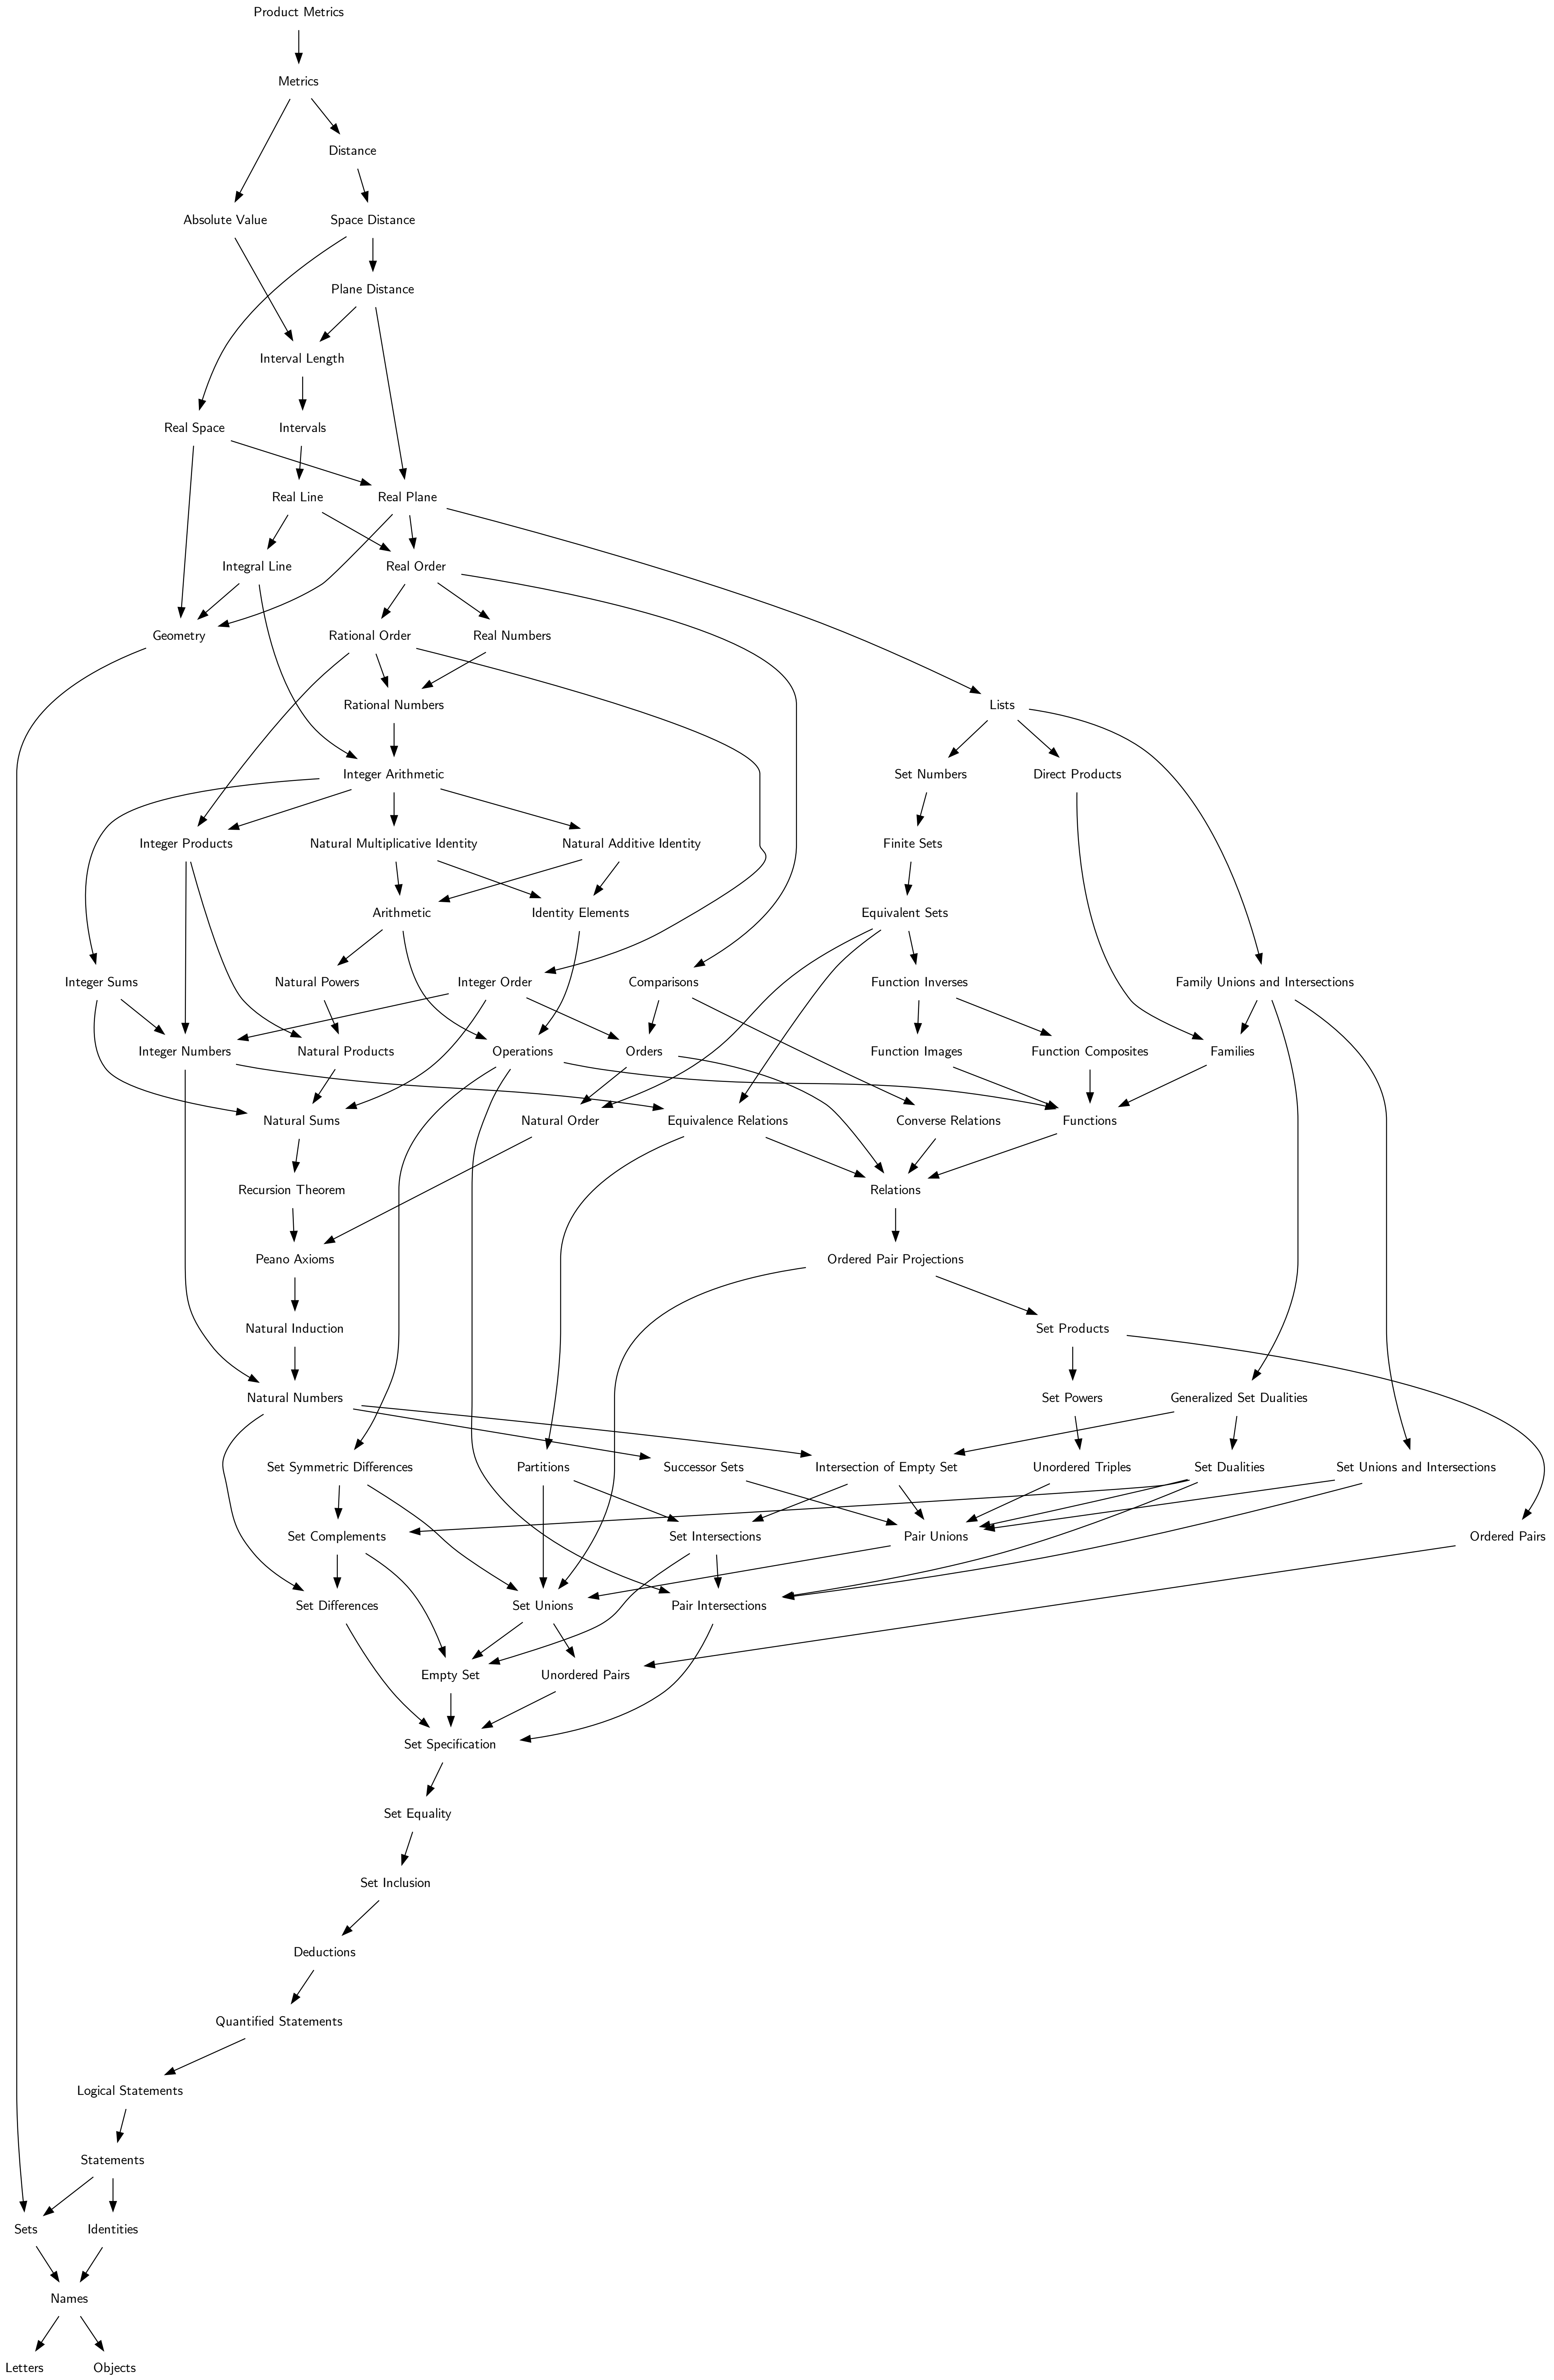 Product Metrics
Metrics
Distance
Absolute Value
Space Distance
Plane Distance
Interval Length
Real Space
Intervals
Real Line
Real Plane
Integral Line
Real Order
Geometry
Rational Order
Real Numbers
Rational Numbers
Lists
Integer Arithmetic
Set Numbers
Direct Products
Integer Products
Natural Multiplicative Identity
Natural Additive Identity
Finite Sets
Arithmetic
Identity Elements
Equivalent Sets
Integer Sums
Natural Powers
Integer Order
Comparisons
Function Inverses
Family Unions and Intersections
Integer Numbers
Natural Products
Operations
Orders
Function Images
Function Composites
Families
Natural Sums
Natural Order
Equivalence Relations
Converse Relations
Functions
Recursion Theorem
Relations
Peano Axioms
Ordered Pair Projections
Natural Induction
Set Products
Natural Numbers
Set Powers
Generalized Set Dualities
Set Symmetric Differences
Partitions
Successor Sets
Intersection of Empty Set
Unordered Triples
Set Dualities
Set Unions and Intersections
Set Complements
Set Intersections
Pair Unions
Ordered Pairs
Set Differences
Set Unions
Pair Intersections
Empty Set
Unordered Pairs
Set Specification
Set Equality
Set Inclusion
Deductions
Quantified Statements
Logical Statements
Statements
Sets
Identities
Names
Letters
Objects